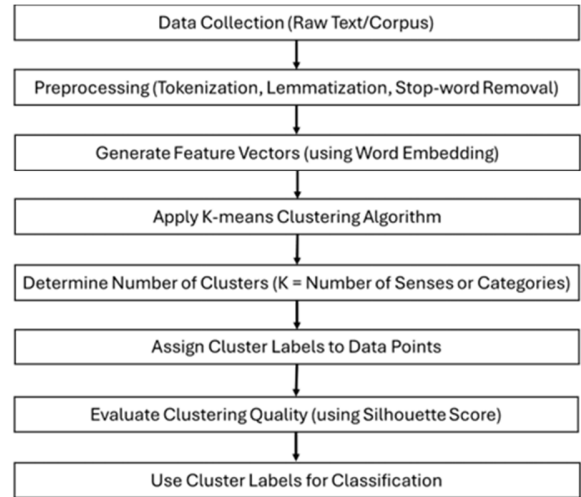 Data Collection (Raw Text/Corpus)
Preprocessing (Tokenization, Lemmatization, Stop-word Removal)
Generate Feature Vectors (using Word Embedding)
Apply K-means Clustering Algorithm
Determine Number of Clusters (K = Number of Senses or Categories)
Assign Cluster Labels to Data Points
Evaluate Clustering Quality (using Silhouette Score)
Use Cluster Labels for Classification